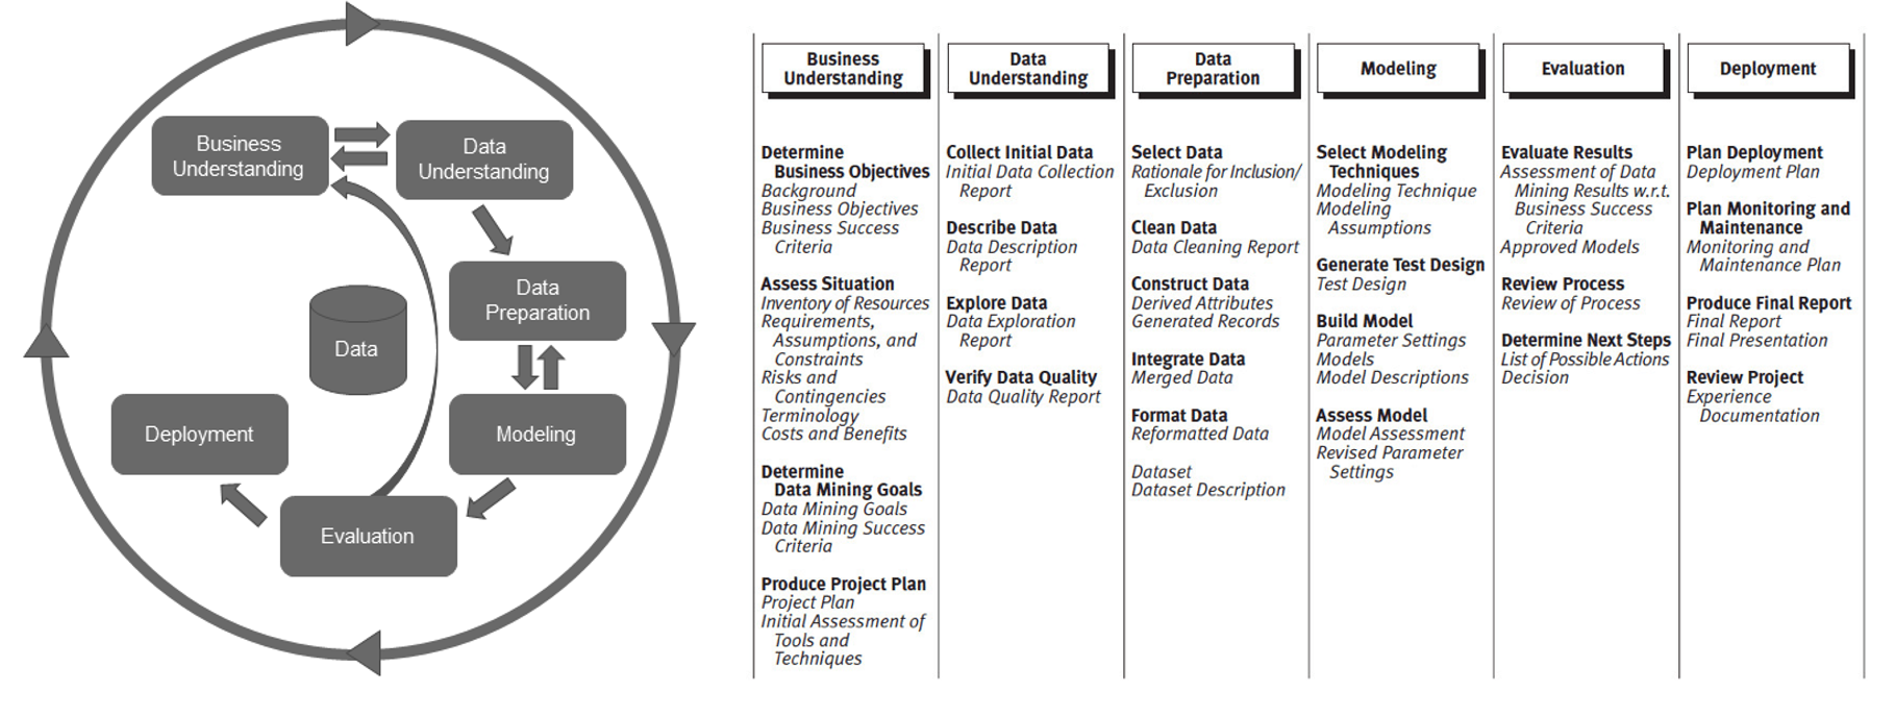 Business
Understanding
Data
Understanding
Data
Preparation
Data
Modeling
Deployment
Evaluation
Business
Understanding
Determine
Business Objectives
Background
Business Objectives
Business Success
Criteria
Assess Situation
Inventory of Resources
Requirements,
Assumptions, and
Constraints
Risks and
Contingencies
Terminology
Costs and Benefits
Determine
Data Mining Goals
Data Mining Goals
Data Mining Success
Criteria
Produce Project Plan
Project Plan
Initial Assessment of
Tools and
Techniques
Data
Understanding
Collect Initial Data
Initial Data Collection
Report
Describe Data
Data Description
Report
Explore Data
Data Exploration
Report
Verify Data Quality
Data Quality Report
Data
Preparation
Select Data
Rationale for Inclusion/
Exclusion
Clean Data
Data Cleaning Report
Construct Data
Derived Attributes
Generated Records
Integrate Data
Merged Data
Format Data
Reformatted Data
Dataset
Dataset Description
Modeling
Select Modeling
Techniques
Modeling Technique
Modeling
Assumptions
Generate Test Design
Test Design
Build Model
Parameter Settings
Models
Model Descriptions
Assess Model
Model Assessment
Revised Parameter
Settings
Evaluation
Evaluate Results
Assessment of Data
Mining Results w.r.t.
Business Success
Criteria
Approved Models
Review Process
Review of Process
Determine Next Steps
List of Possible Actions
Decision
Deployment
Plan Deployment
Deployment Plan
Plan Monitoring and
Maintenance
Monitoring and
Maintenance Plan
Produce Final Report
Final Report
Final Presentation
Review Project
Experience
Documentation